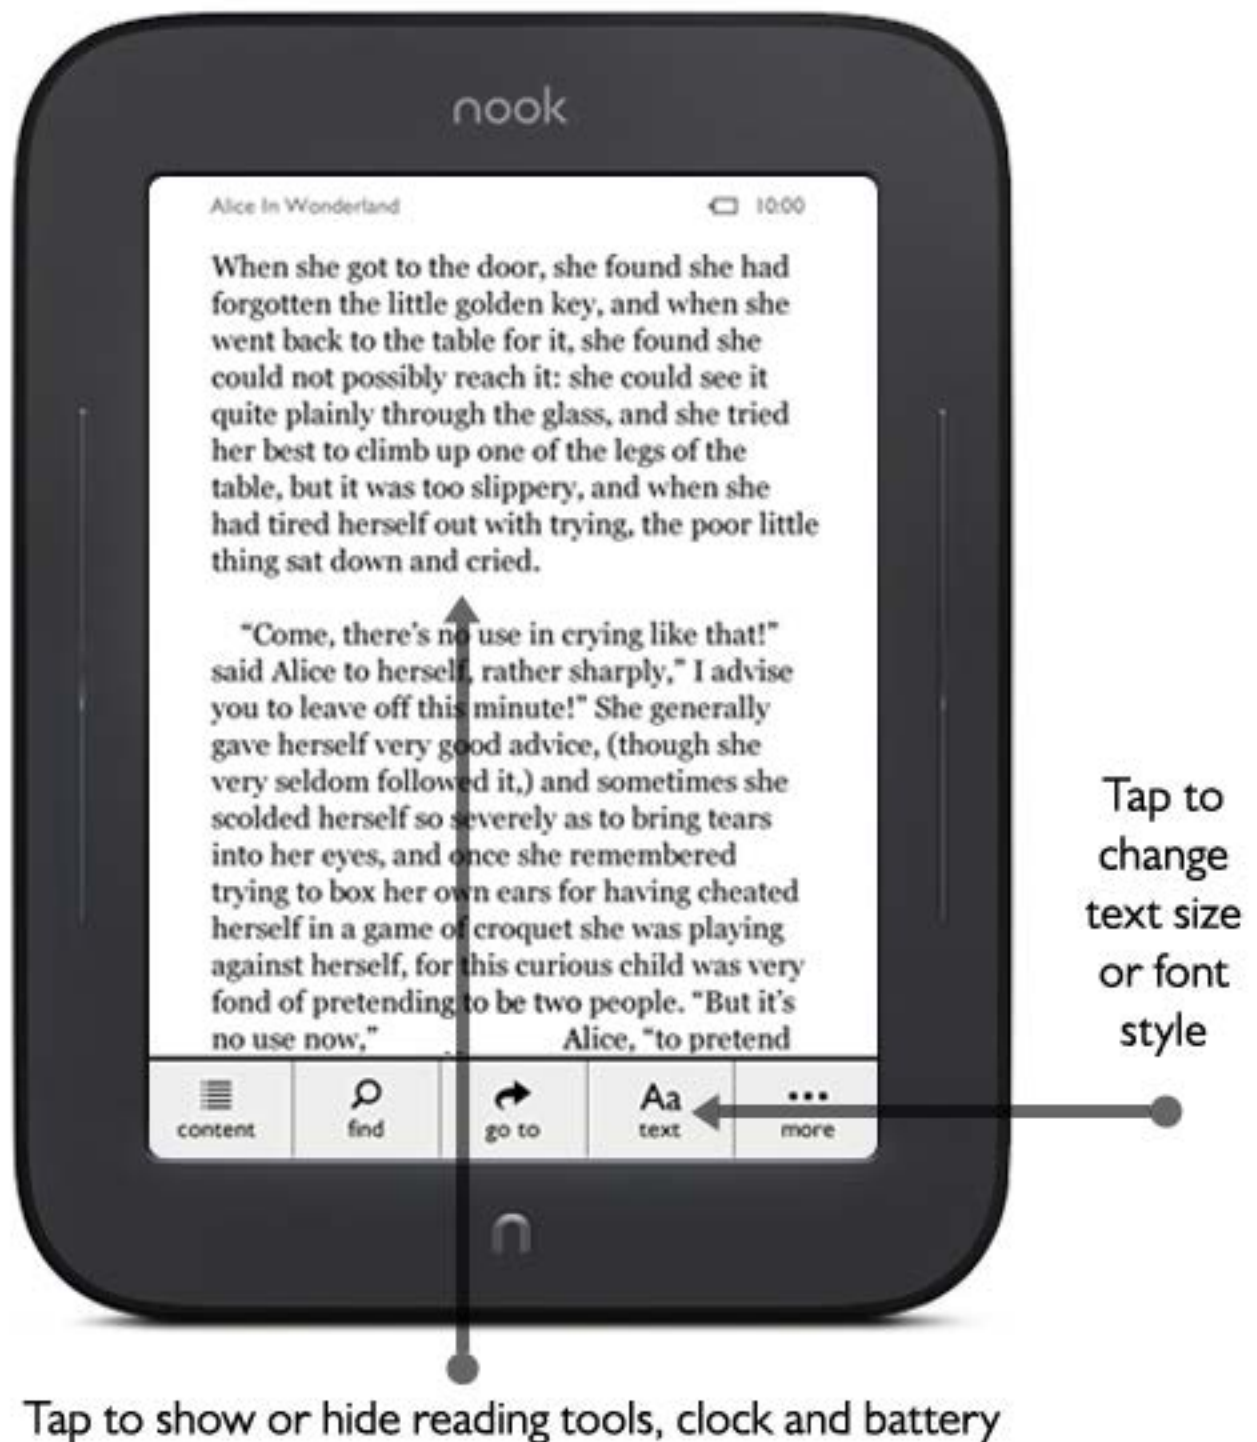 nook
Alice In Wonderland 10:00
When she got to the door, she found she had
forgotten the little golden key, and when she
went back to the table for it, she found she
could not possibly reach it: she could see it
quite plainly through the glass, and she tried
her best to climb up one of the legs of the
table, but it was too slippery, and when she
had tired herself out with trying, the poor little
thing sat down and cried.
“Come, there’s no use in crying like that!”
said Alice to herself, rather sharply,” I advise
you to leave off this minute!” She generally
gave herself very good advice, (though she
very seldom followed it,) and sometimes she
scolded herself so severely as to bring tears
into her eyes, and once she remembered
trying to box her own ears for having cheated
herself in a game of croquet she was playing
against herself, for this curious child was very
fond of pretending to be two people. “But it’s
no use now,” Alice, “to pretend
content find go to Aa text ••• more
n
Tap to
change
text size
or font
style
Tap to show or hide reading tools, clock and battery